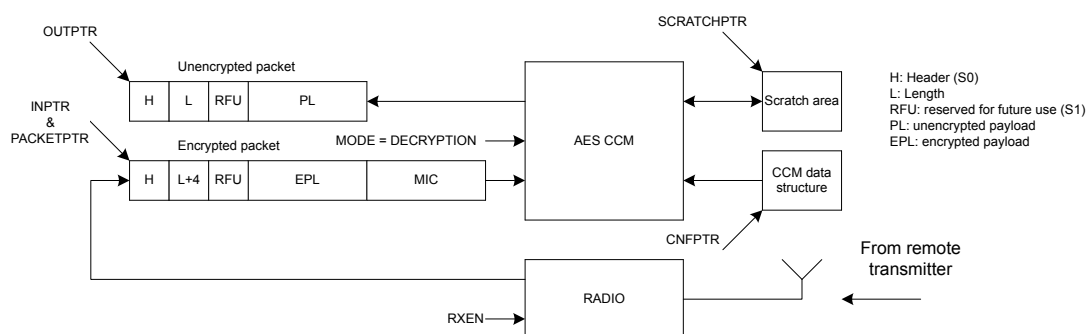 SCRATCHPTR
OUTPTR
Unencrypted packet
H L RFU PL
AES CCM
Scratch area
H: Header (S0)
L: Length
RFU: reserved for future use (S1)
PL: unencrypted payload
EPL: encrypted payload
INPTR
&
PACKETPTR
MODE = DECRYPTION
Encrypted packet
H L+4 RFU EPL MIC
CCM data
structure
CNFPTR
From remote
transmitter
RADIO
RXEN